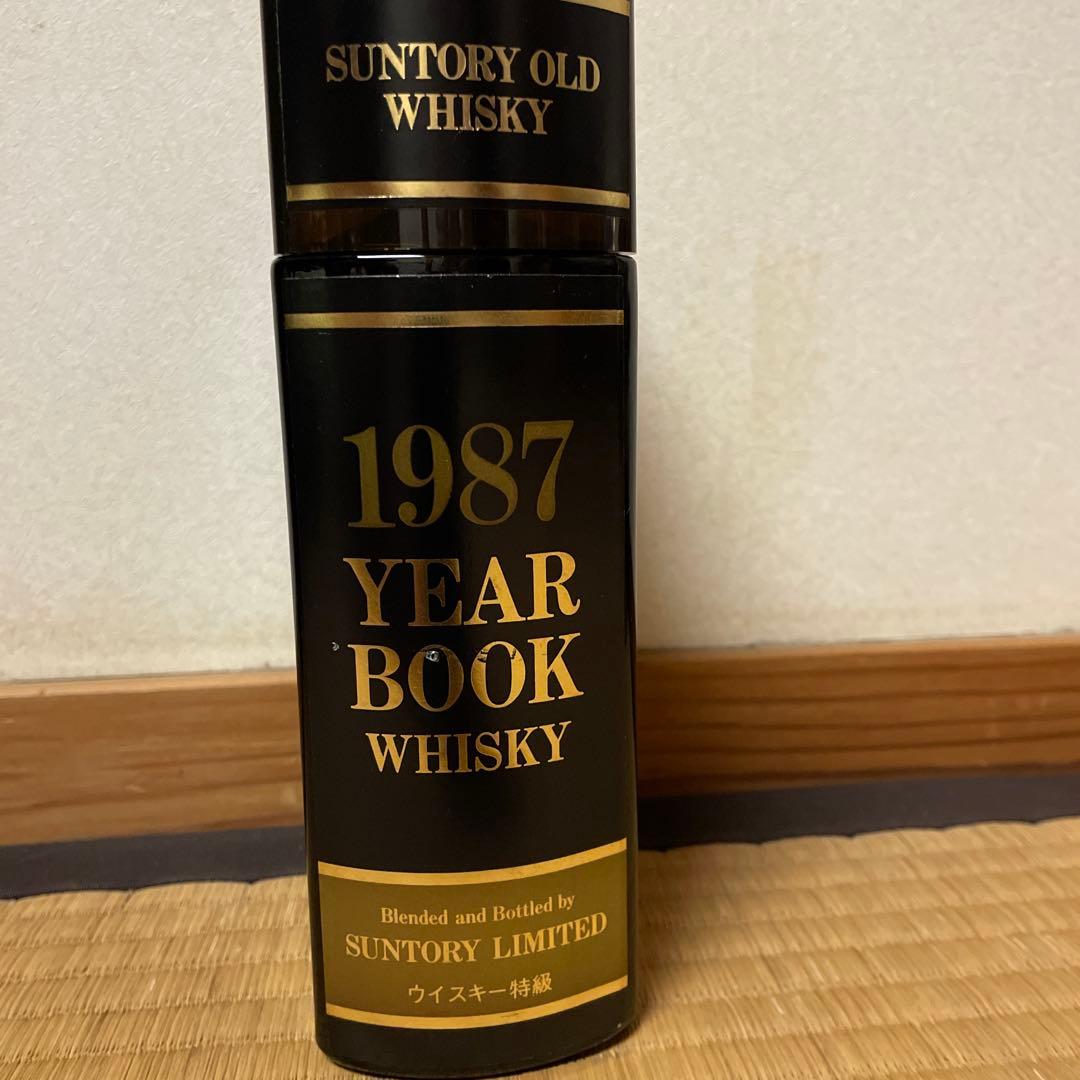 SUNTORY OLD
WHISKY
1987
YEAR
BOOK
WHISKY
Blended and Bottled by
SUNTORY LIMITED
ウイスキー特級